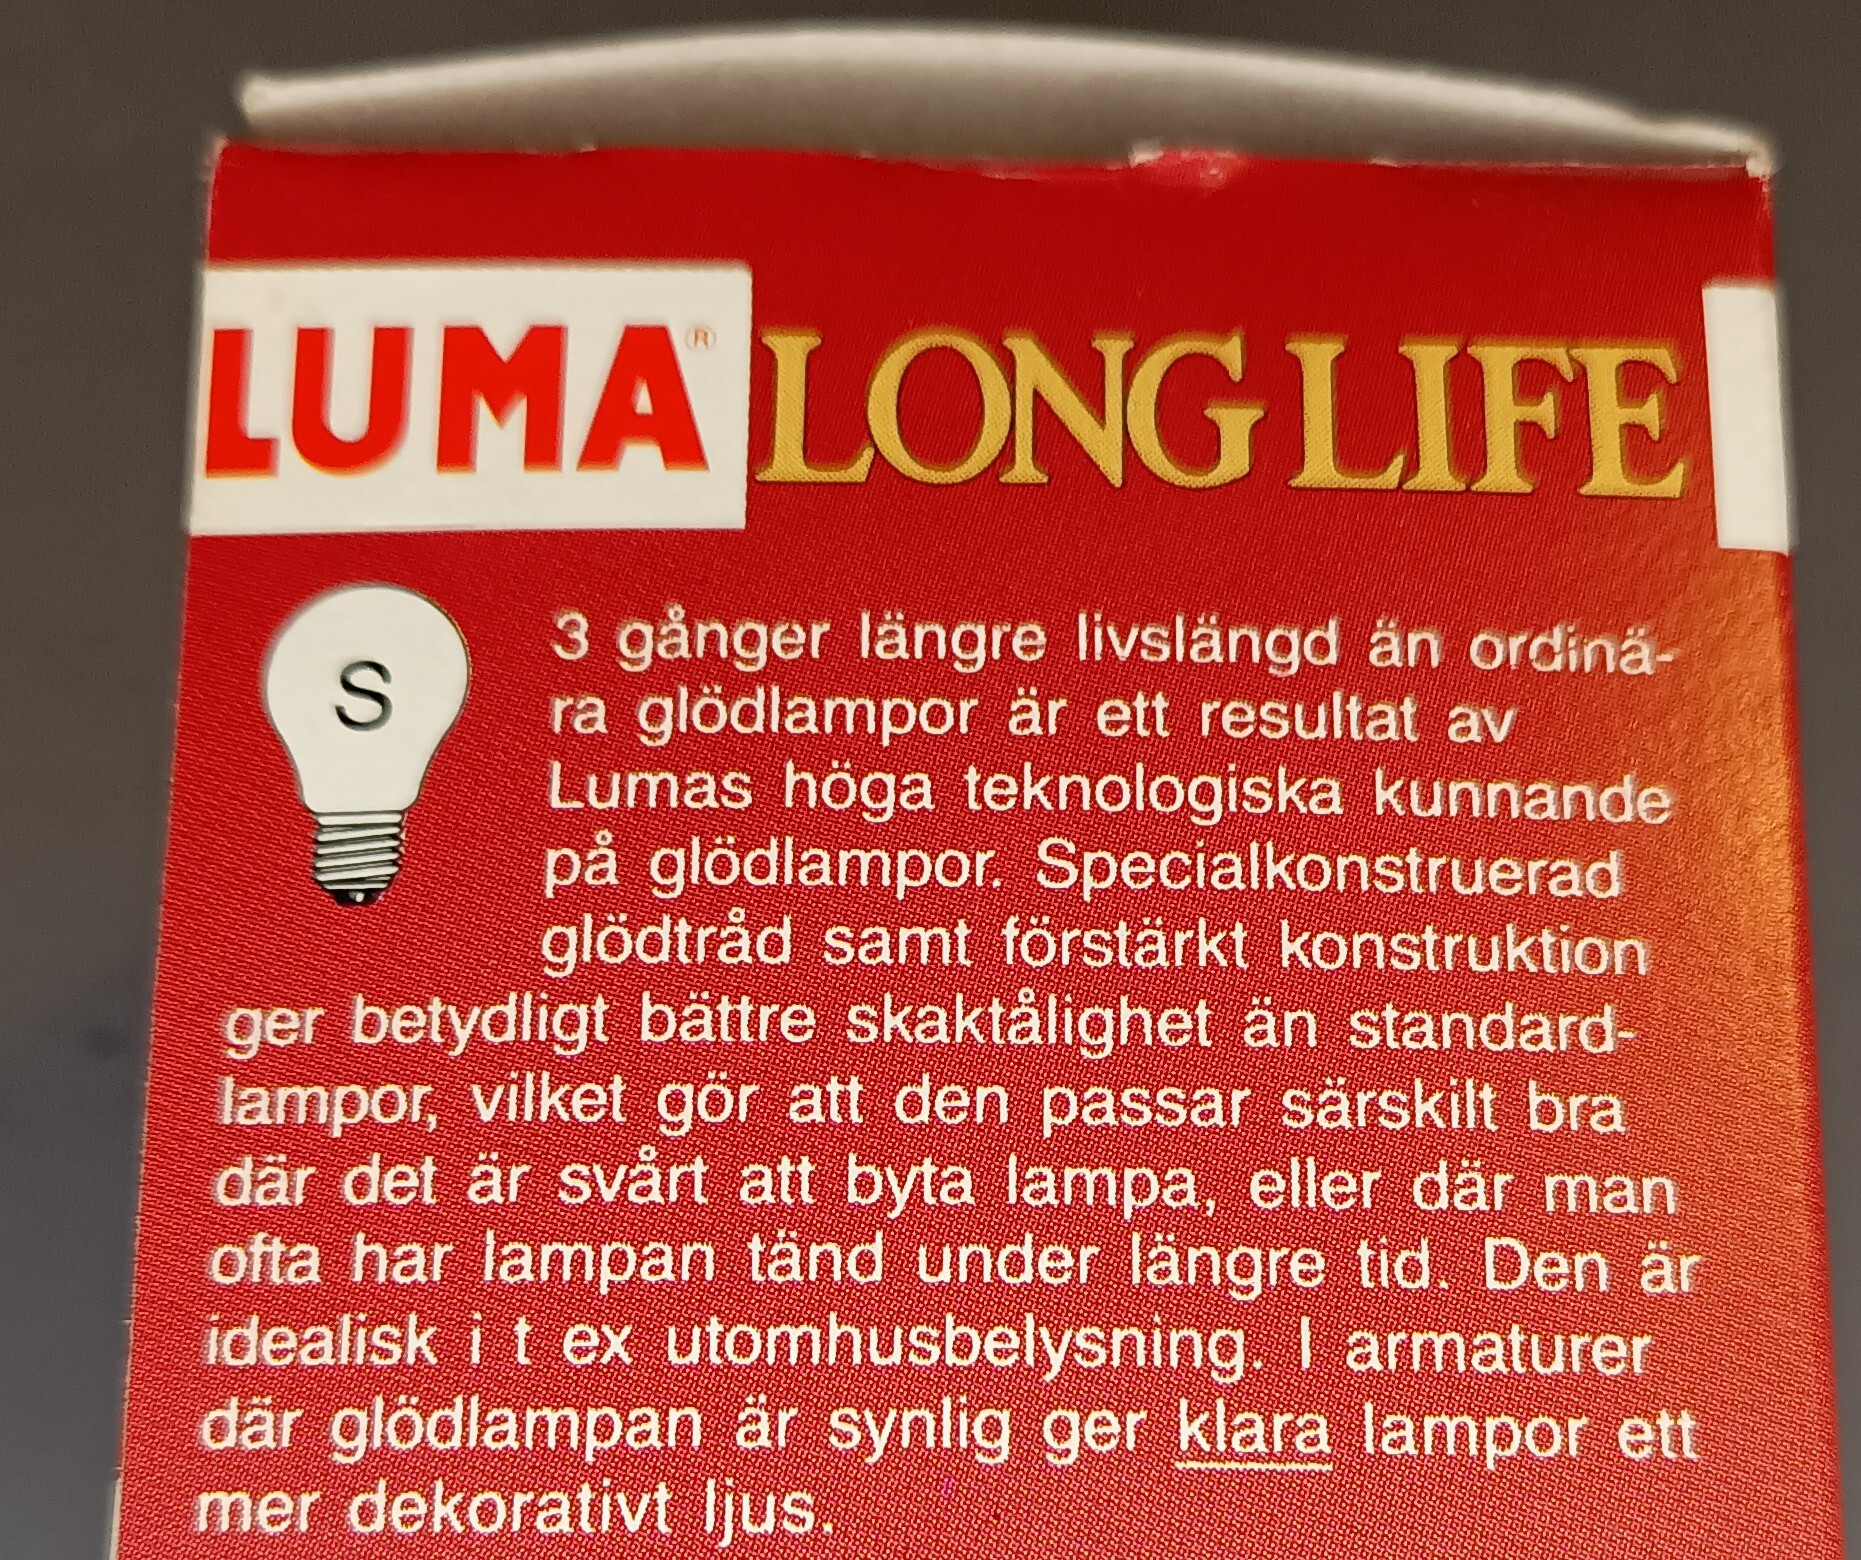 LUMA® LONG LIFE
S
3 gånger längre livslängd än ordinä-
ra glödlampor är ett resultat av
Lumas höga teknologiska kunnande
på glödlampor. Specialkonstruerad
glödtråd samt förstärkt konstruktion
ger betydligt bättre skaktålighet än standard-
lampor, vilket gör att den passar särskilt bra
där det är svårt att byta lampa, eller där man
ofta har lampan tänd under längre tid. Den är
idealisk i t ex utomhusbelysning. I armaturer
där glödlampan är synlig ger klara lampor ett
mer dekorativt ljus.